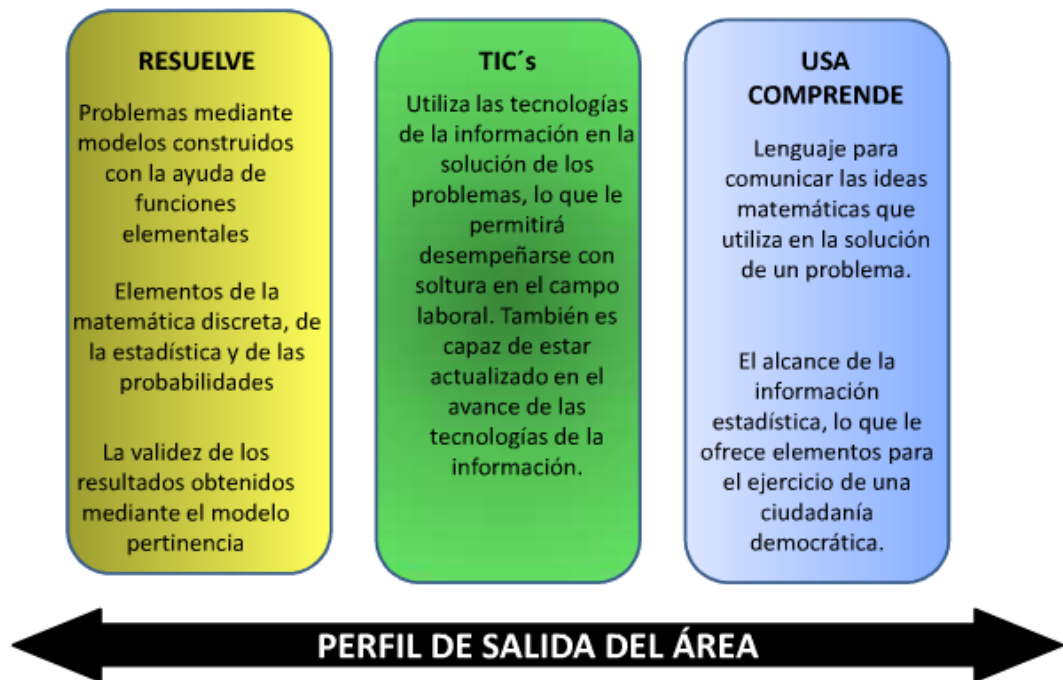 RESUELVE
Problemas mediante
modelos construidos
con la ayuda de
funciones
elementales
Elementos de la
matemática discreta, de
la estadística y de las
probabilidades
La validez de los
resultados obtenidos
mediante el modelo
pertinencia
TIC´s
Utiliza las tecnologías
de la información en la
solución de los
problemas, lo que le
permitirá
desempeñarse con
soltura en el campo
laboral. También es
capaz de estar
actualizado en el
avance de las
tecnologías de la
información.
USA
COMPRENDE
Lenguaje para
comunicar las ideas
matemáticas que
utiliza en la solución
de un problema.
El alcance de la
información
estadística, lo que le
ofrece elementos para
el ejercicio de una
ciudadanía
democrática.
PERFIL DE SALIDA DEL ÁREA